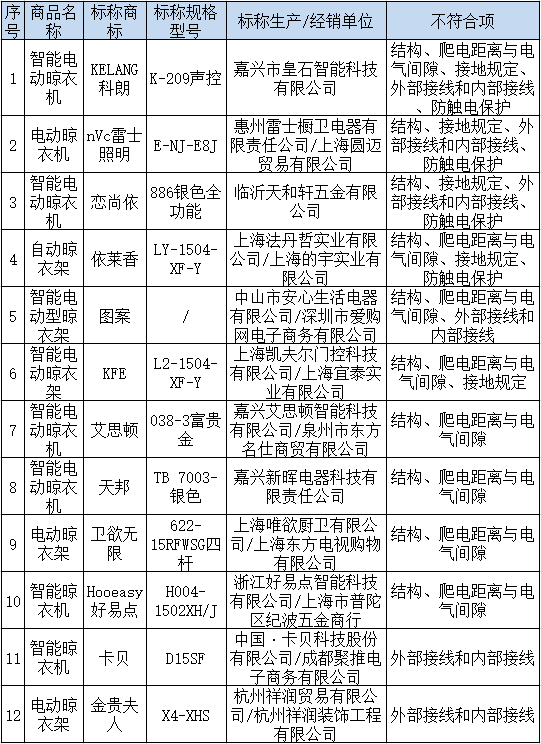 序号
商品名称
标称商标
标称规格型号
标称生产/经销单位
不符合项
1
智能电动晾衣机
KELANG科朗
K-209声控
嘉兴市皇石智能科技有限公司
结构、爬电距离与电气间隙、接地规定、外部接线和内部接线、防触电保护
2
电动晾衣机
nVc雷士照明
E-NJ-E8J
惠州雷士橱卫电器有限责任公司/上海圆迈贸易有限公司
结构、接地规定、外部接线和内部接线、防触电保护
3
智能电动晾衣机
恋尚依
886银色全功能
临沂天和轩五金有限公司
结构、接地规定、外部接线和内部接线、防触电保护
4
自动晾衣架
依莱香
LY-1504-XF-Y
上海法丹哲实业有限公司/上海的宇实业有限公司
结构、爬电距离与电气间隙、接地规定、防触电保护
5
智能电动型晾衣架
图案
/
中山市安心生活电器有限公司/深圳市爱购网电子商务有限公司
结构、爬电距离与电气间隙、外部接线和内部接线
6
智能电动晾衣架
KFE
L2-1504-XF-Y
上海凯夫尔门控科技有限公司/上海宜泰实业有限公司
结构、爬电距离与电气间隙、接地规定
7
智能电动晾衣机
艾思顿
038-3富贵金
嘉兴艾思顿智能科技有限公司/泉州市东方名仕商贸有限公司
结构、爬电距离与电气间隙
8
智能电动晾衣机
天邦
TB 7003-银色
嘉兴新晖电器科技有限责任公司
结构、爬电距离与电气间隙
9
电动晾衣架
卫欲无限
622-15RFWSG四杆
上海唯欲厨卫有限公司/上海东方电视购物有限公司
结构、爬电距离与电气间隙
10
智能晾衣机
Hooeasy好易点
H004-1502XH/J
浙江好易点智能科技有限公司/上海市普陀区纪波五金商行
结构、爬电距离与电气间隙
11
智能晾衣机
卡贝
D15SF
中国·卡贝科技股份有限公司/成都聚推电子商务有限公司
外部接线和内部接线
12
电动晾衣架
金贵夫人
X4-XHS
杭州祥润贸易有限公司/杭州祥润装饰工程有限公司
外部接线和内部接线